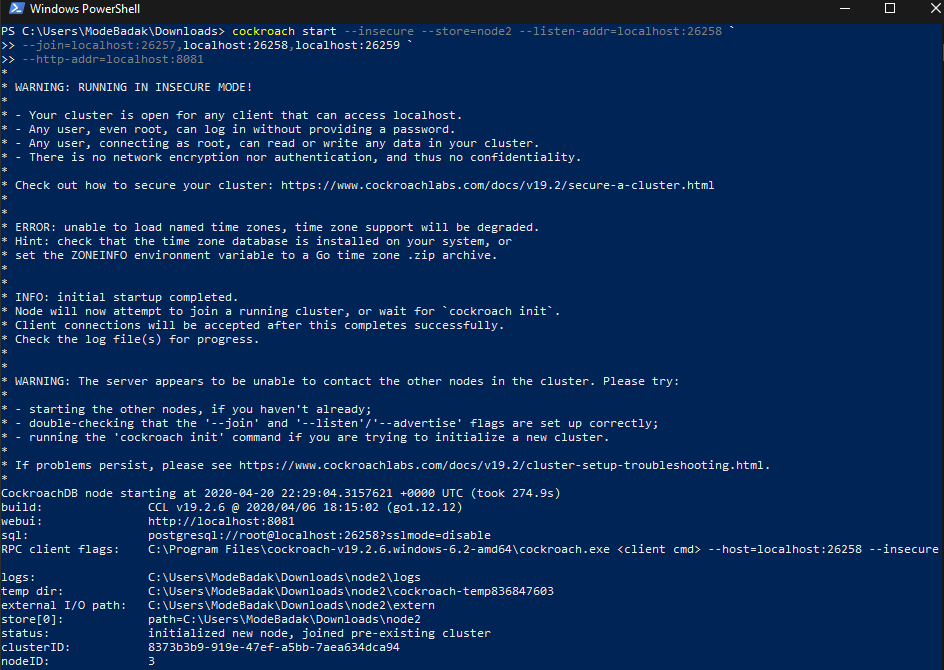 Windows PowerShell
PS C:\Users\ModeBadak\Downloads> cockroach start --insecure --store=node2 --listen-addr=localhost:26258 `
>> --join=localhost:26257,localhost:26258,localhost:26259 `
>> --http-addr=localhost:8081
*
* WARNING: RUNNING IN INSECURE MODE!
*
* - Your cluster is open for any client that can access localhost.
* - Any user, even root, can log in without providing a password.
* - Any user, connecting as root, can read or write any data in your cluster.
* - There is no network encryption nor authentication, and thus no confidentiality.
*
* Check out how to secure your cluster: https://www.cockroachlabs.com/docs/v19.2/secure-a-cluster.html
*
*
* ERROR: unable to load named time zones, time zone support will be degraded.
* Hint: check that the time zone database is installed on your system, or
* set the ZONEINFO environment variable to a Go time zone .zip archive.
*
*
* INFO: initial startup completed.
* Node will now attempt to join a running cluster, or wait for `cockroach init`.
* Client connections will be accepted after this completes successfully.
* Check the log file(s) for progress.
*
*
* WARNING: The server appears to be unable to contact the other nodes in the cluster. Please try:
*
* - starting the other nodes, if you haven't already;
* - double-checking that the '--join' and '--listen'/'--advertise' flags are set up correctly;
* - running the 'cockroach init' command if you are trying to initialize a new cluster.
*
* If problems persist, please see https://www.cockroachlabs.com/docs/v19.2/cluster-setup-troubleshooting.html.
*
CockroachDB node starting at 2020-04-20 22:29:04.3157621 +0000 UTC (took 274.9s)
build: CCL v19.2.6 @ 2020/04/06 18:15:02 (go1.12.12)
webui: http://localhost:8081
sql: postgresql://root@localhost:26258?sslmode=disable
RPC client flags: C:\Program Files\cockroach-v19.2.6.windows-6.2-amd64\cockroach.exe <client cmd> --host=localhost:26258 --insecure
logs: C:\Users\ModeBadak\Downloads\node2\logs
temp dir: C:\Users\ModeBadak\Downloads\node2\cockroach-temp836847603
external I/O path: C:\Users\ModeBadak\Downloads\node2\extern
store[0]: path=C:\Users\ModeBadak\Downloads\node2
status: initialized new node, joined pre-existing cluster
clusterID: 8373b3b9-919e-47ef-a5bb-7aea634dca94
nodeID: 3